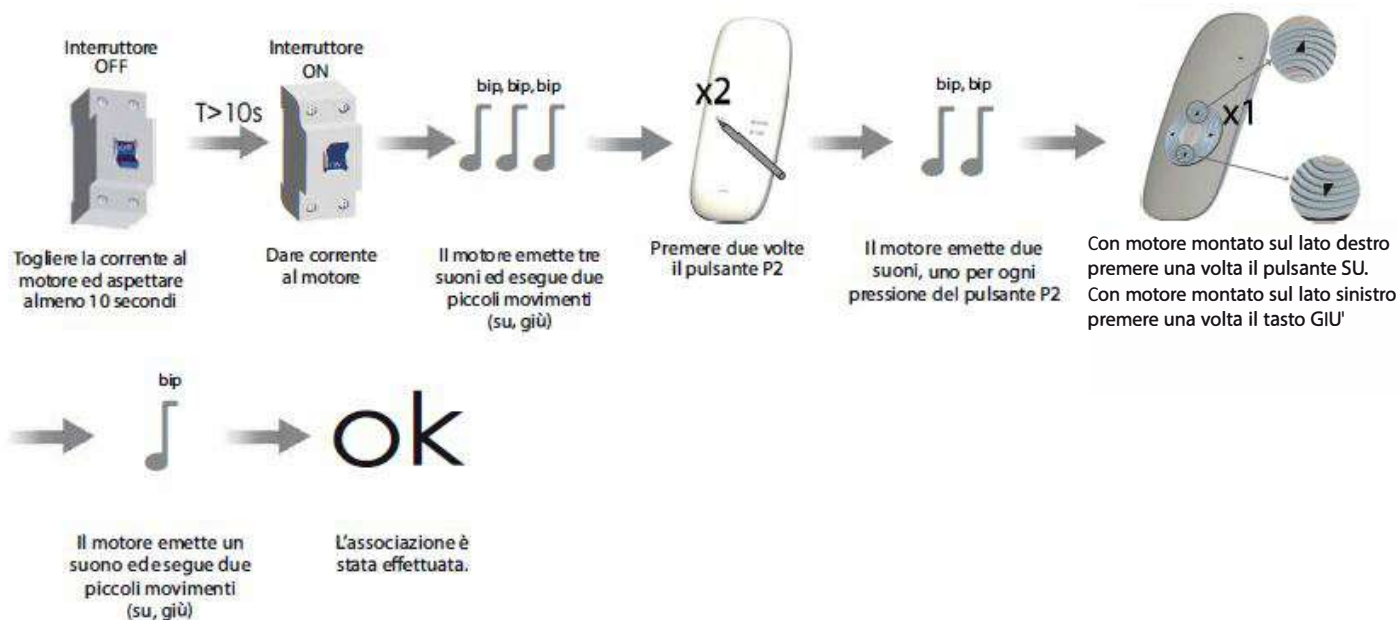 Interruttore
OFF
T>10s
Interruttore
ON
bip, bip, bip
x2
bip, bip
x1
Togliere la corrente al
motore ed aspettare
almeno 10 secondi
Dare corrente
al motore
Il motore emette tre
suoni ed esegue due
piccoli movimenti
(su, giù)
Premere due volte
il pulsante P2
Il motore emette due
suoni, uno per ogni
pressione del pulsante P2
Con motore montato sul lato destro
premere una volta il pulsante SU.
Con motore montato sul lato sinistro
premere una volta il tasto GIU'
bip
ok
Il motore emette un
suono ed esegue due
piccoli movimenti
(su, giù)
L'associazione è
stata effettuata.